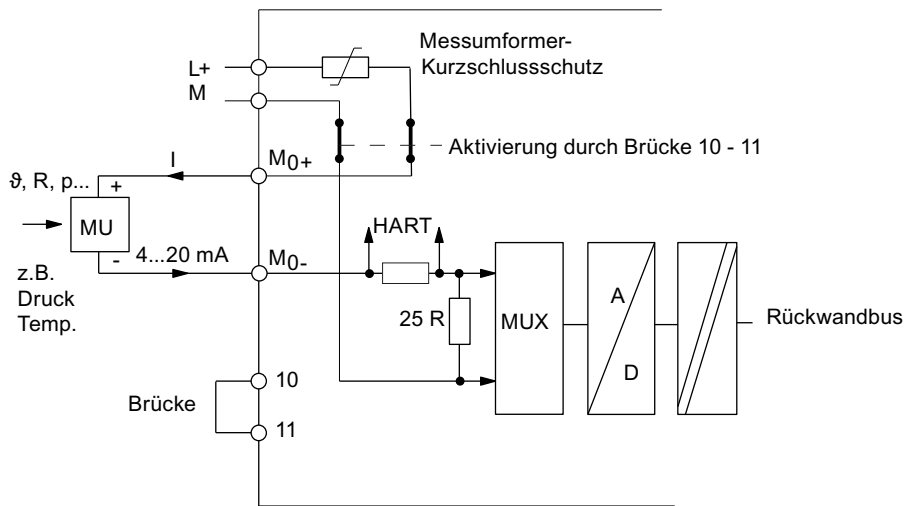 Messumformer-
Kurzschlussschutz
L+
M
Aktivierung durch Brücke 10 - 11
I
M0+
ϑ, R, p...
+
MU
HART
-
4...20 mA
M0-
z.B.
Druck
Temp.
25 R
MUX
A
D
Rückwandbus
10
Brücke
11